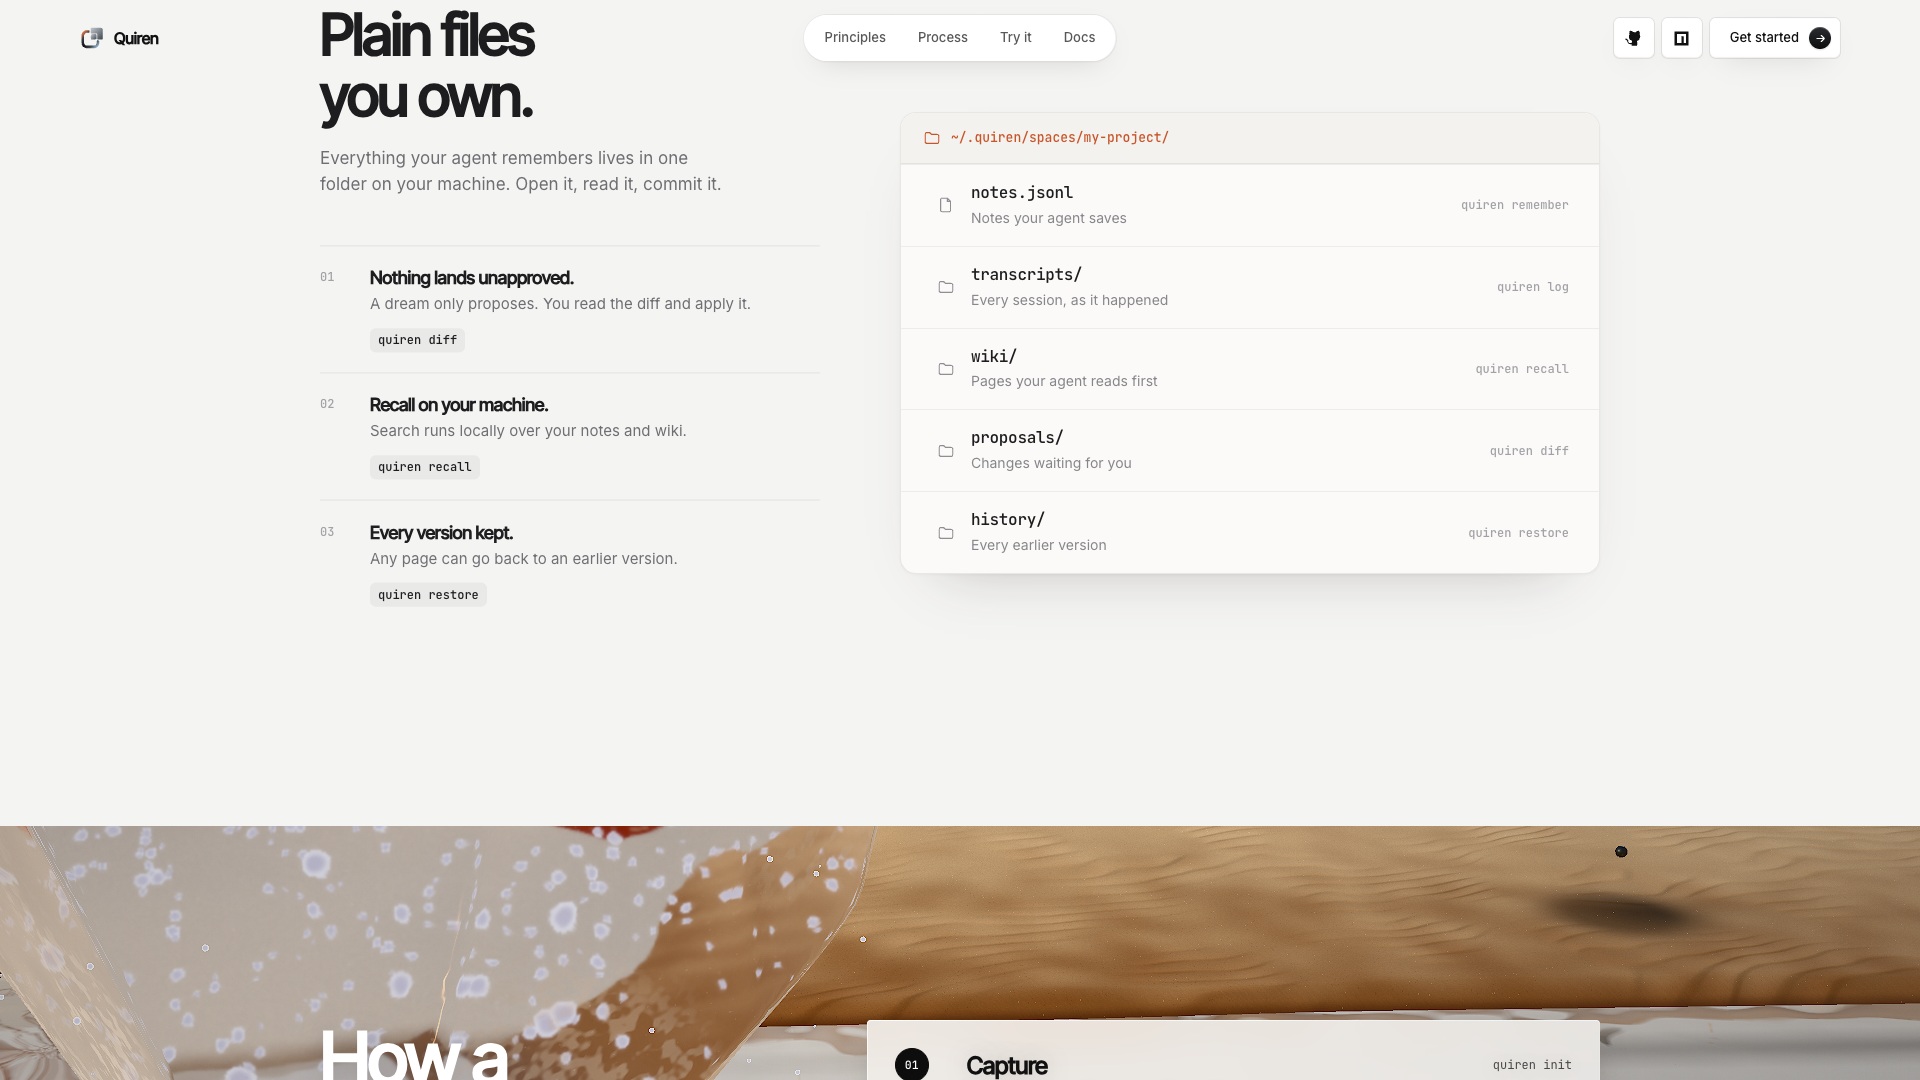 Quiren
Principles
Process
Try it
Docs
Get started
Plain files
you own.
Everything your agent remembers lives in one
folder on your machine. Open it, read it, commit it.
01
Nothing lands unapproved.
A dream only proposes. You read the diff and apply it.
quiren diff
02
Recall on your machine.
Search runs locally over your notes and wiki.
quiren recall
03
Every version kept.
Any page can go back to an earlier version.
quiren restore
~/.quiren/spaces/my-project/
notes.jsonl
Notes your agent saves
quiren remember
transcripts/
Every session, as it happened
quiren log
wiki/
Pages your agent reads first
quiren recall
proposals/
Changes waiting for you
quiren diff
history/
Every earlier version
quiren restore
How a
01
Capture
quiren init